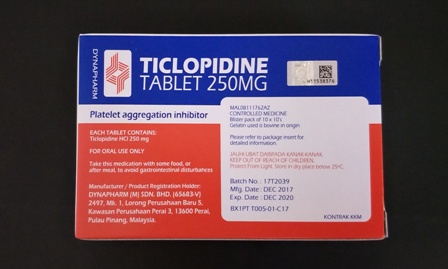 DYNAPHARM
TICLOPIDINE
TABLET 250MG
Platelet aggregation inhibitor
EACH TABLET CONTAINS:
Ticlopidine HCl 250 mg
FOR ORAL USE ONLY
Take this medication with some food, or
after meal, to avoid gastrointestinal disturbances
Manufacturer / Product Registration Holder:
DYNAPHARM (M) SDN. BHD. (65683-V)
2497, Mk. 1, Lorong Perusahaan Baru 5,
Kawasan Perusahaan Perai 3, 13600 Perai,
Pulau Pinang, Malaysia.
MAL08111762AZ
CONTROLLED MEDICINE
Blister pack of 10 x 10's
Gelatin used is bovine in origin
Please refer to package insert for
detailed information.
JAUHI UBAT DARIPADA KANAK-KANAK.
KEEP OUT OF REACH OF CHILDREN.
Protect From Light. Store in dry place below 25°C.
Batch No. : 17T2039
Mfg. Date : DEC 2017
Exp. Date : DEC 2020
BX1PT T005-01-C17
KONTRAK KKM